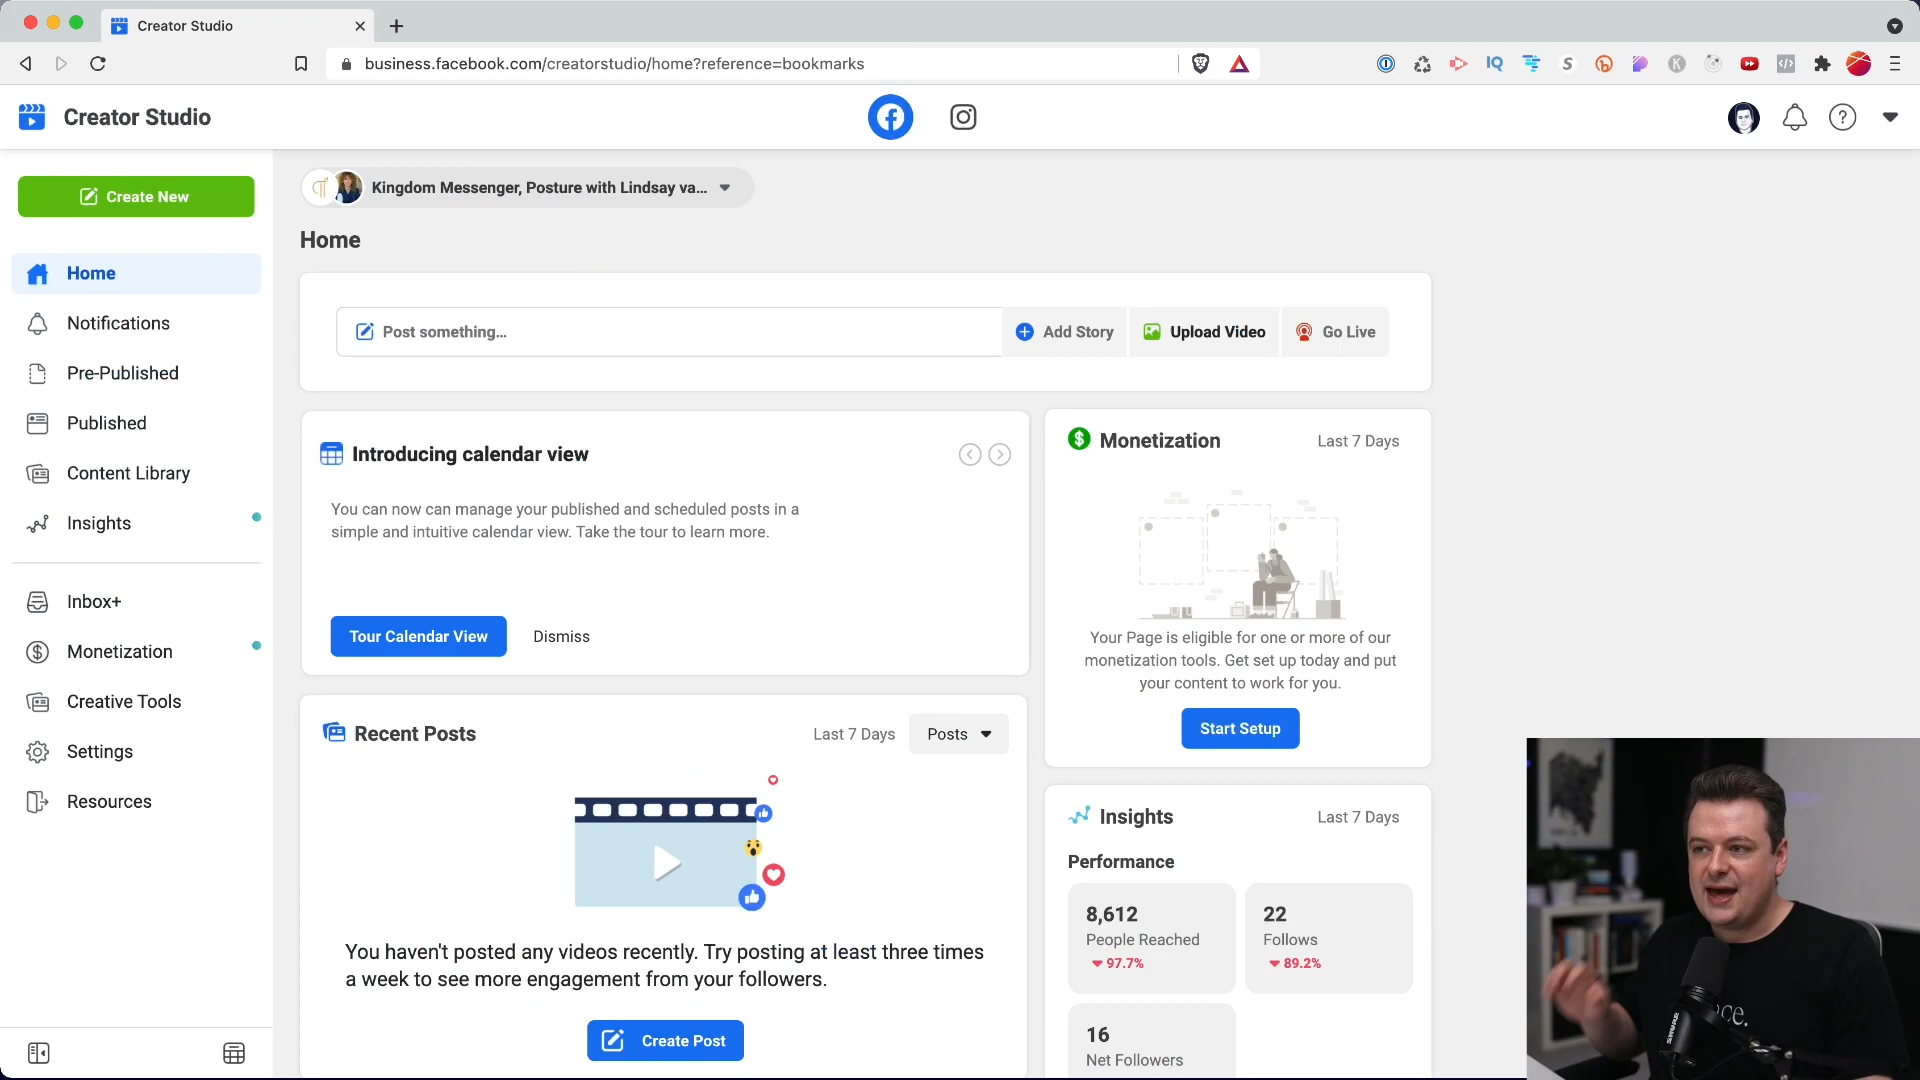 Creator Studio
business.facebook.com/creatorstudio/home?reference=bookmarks
Creator Studio
Kingdom Messenger, Posture with Lindsay va...
Create New
Home
Notifications
Pre-Published
Published
Content Library
Insights
Inbox+
Monetization
Creative Tools
Settings
Resources
Home
Post something...
Add Story
Upload Video
Go Live
Introducing calendar view
You can now can manage your published and scheduled posts in a
simple and intuitive calendar view. Take the tour to learn more.
Tour Calendar View
Dismiss
Monetization
Last 7 Days
Your Page is eligible for one or more of our
monetization tools. Get set up today and put
your content to work for you.
Start Setup
Recent Posts
Last 7 Days
Posts
You haven't posted any videos recently. Try posting at least three times
a week to see more engagement from your followers.
Create Post
Insights
Last 7 Days
Performance
8,612
People Reached
97.7%
22
Follows
89.2%
16
Net Followers